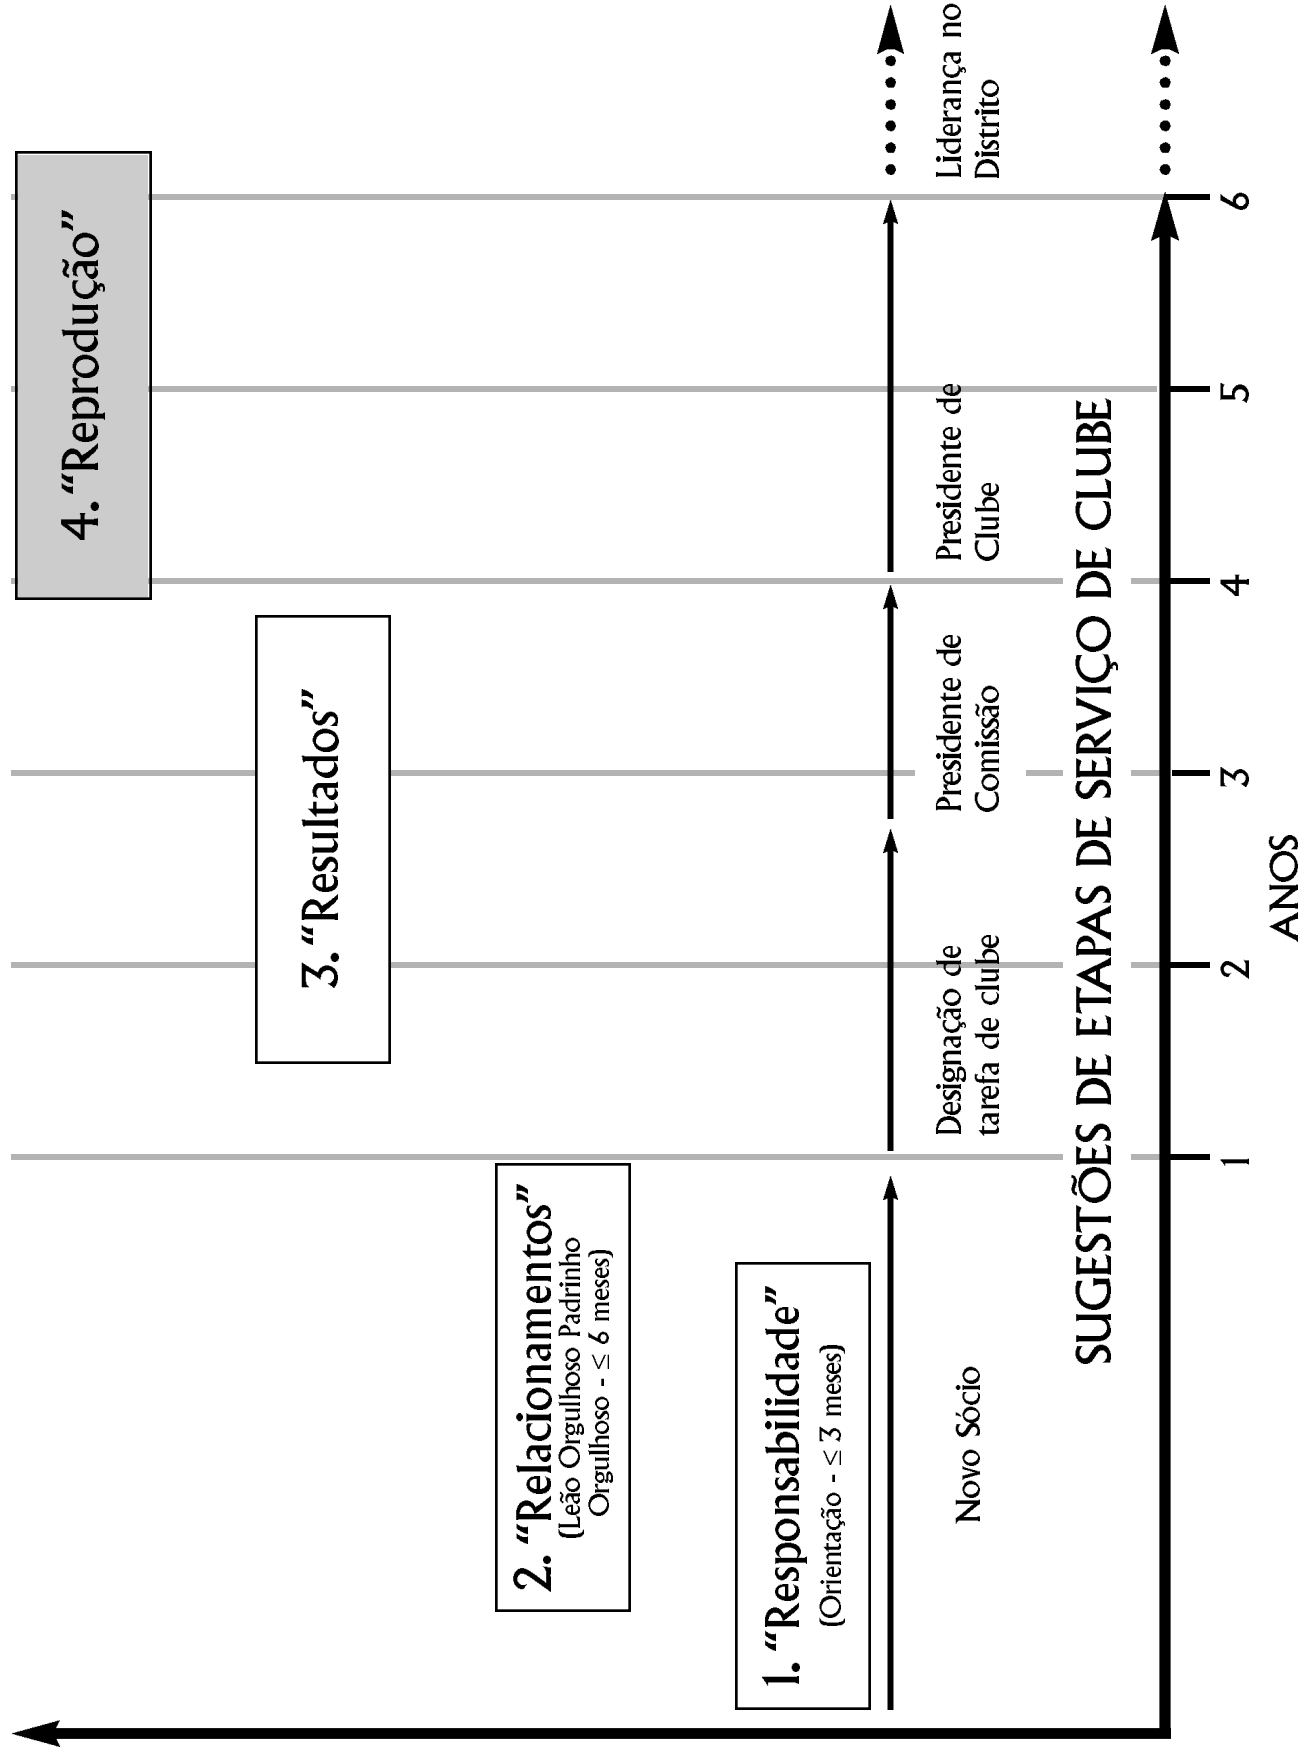 4. “Reprodução”
3. “Resultados”
2. “Relacionamentos”
(Leão Orgulhoso Padrinho
Orgulhoso - ≤ 6 meses)
1. “Responsabilidade”
(Orientação - ≤ 3 meses)
Novo Sócio
Designação de
tarefa de clube
Presidente de
Comissão
Presidente de
Clube
Liderança no
Distrito
SUGESTÕES DE ETAPAS DE SERVIÇO DE CLUBE
1
2
3
4
5
6
ANOS